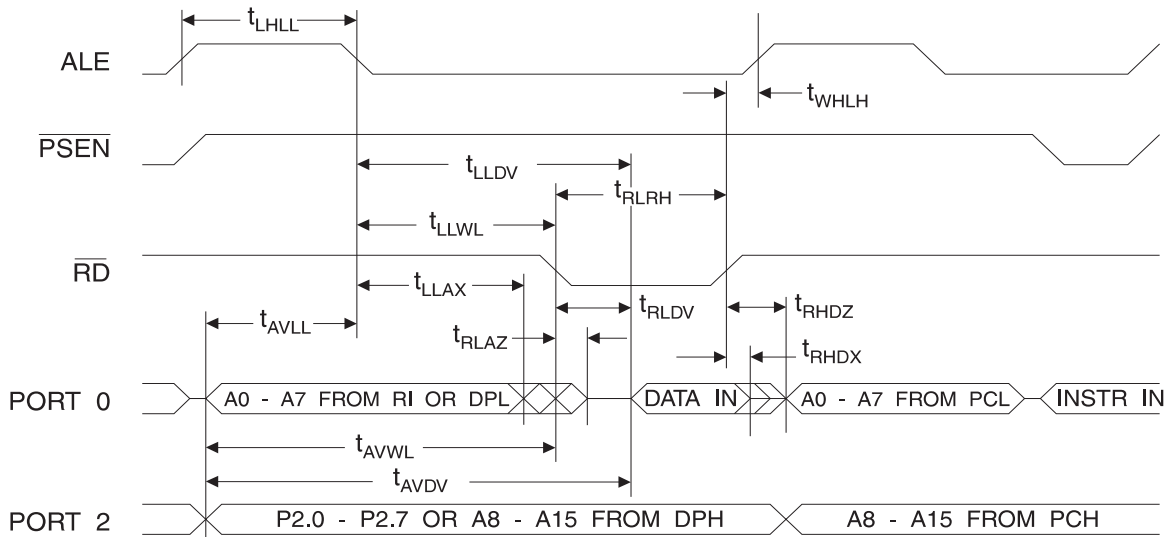 tLHLL
ALE
tWHLH
PSEN
tLLDV
tRLRH
tLLWL
RD
tLLAX
tRLDV
tRHDZ
tAVLL
tRLAZ
tRHDX
PORT 0
A0 - A7 FROM RI OR DPL
DATA IN
A0 - A7 FROM PCL
INSTR IN
tAVWL
tAVDV
PORT 2
P2.0 - P2.7 OR A8 - A15 FROM DPH
A8 - A15 FROM PCH